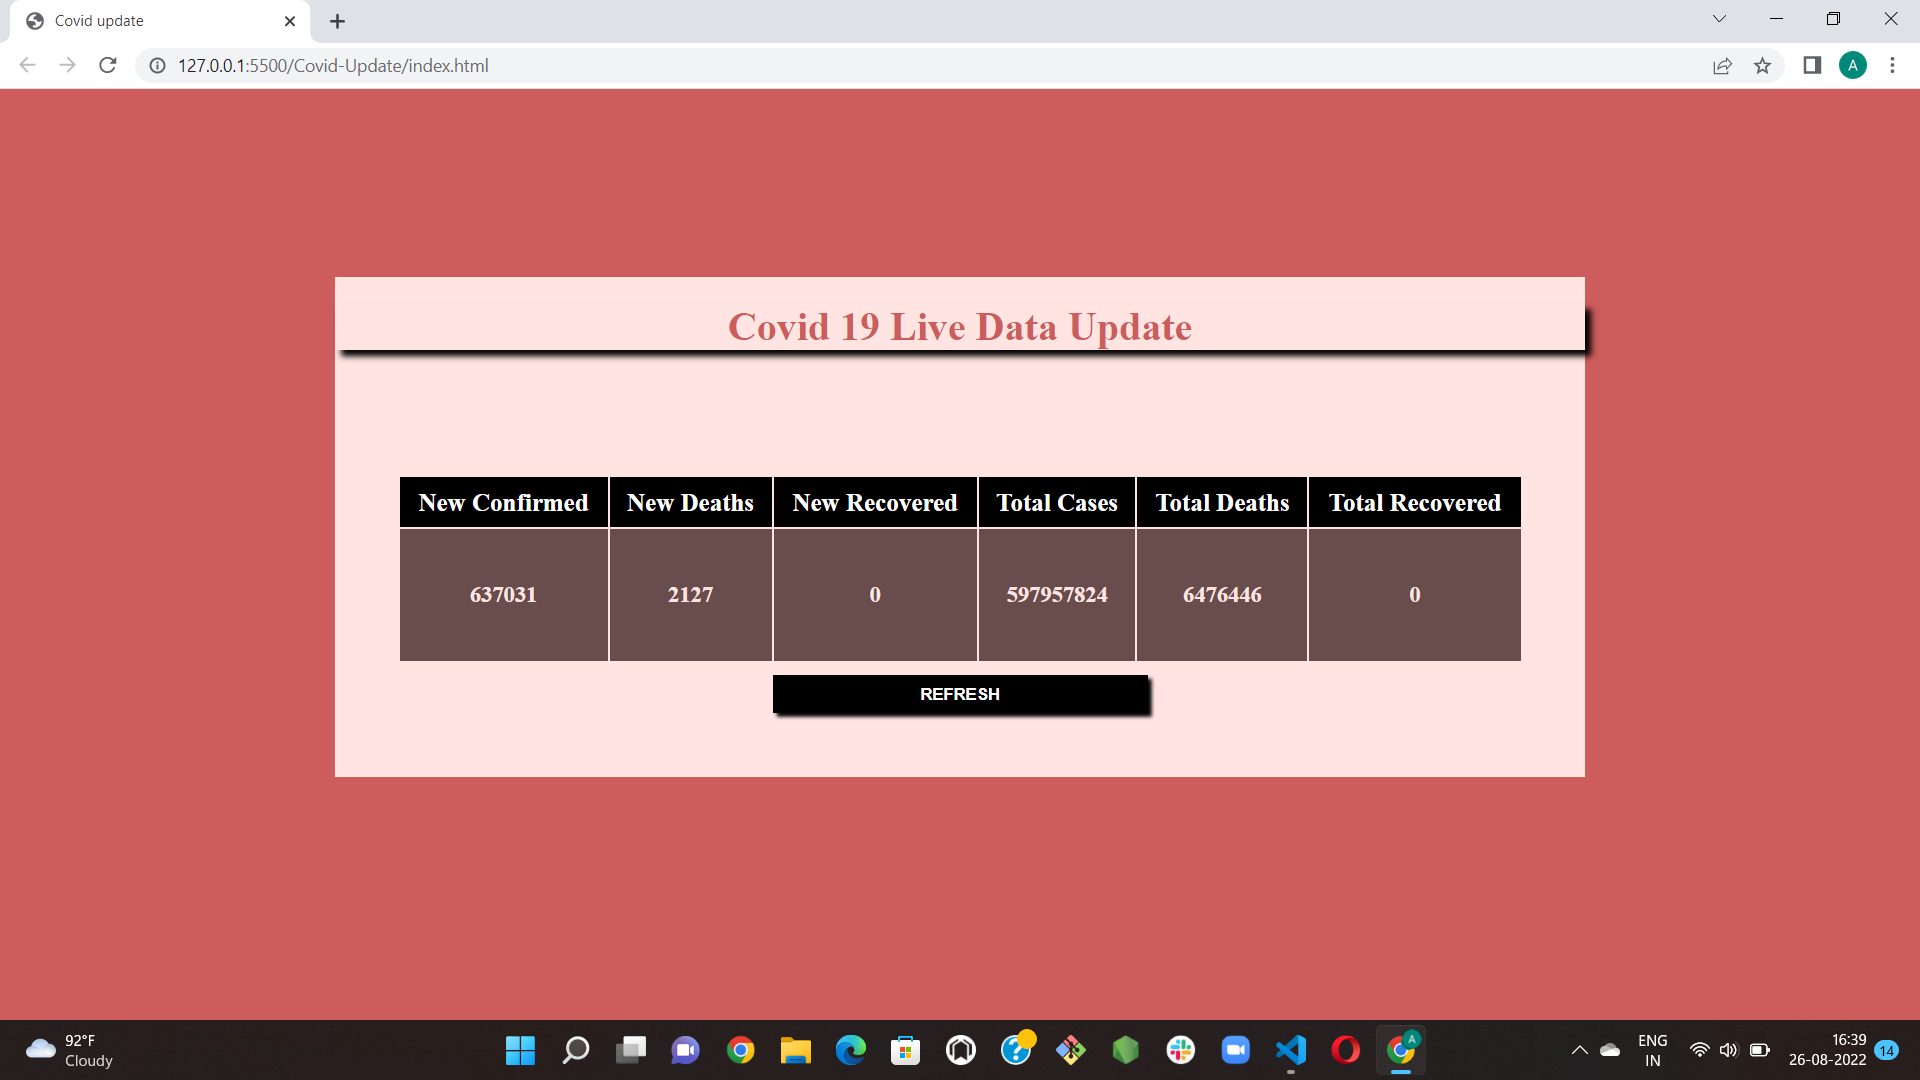 Covid update
127.0.0.1:5500/Covid-Update/index.html
A
Covid 19 Live Data Update
New Confirmed New Deaths New Recovered Total Cases Total Deaths Total Recovered
637031 2127 0 597957824 6476446 0
REFRESH
92°F
Cloudy
A
ENG
IN
16:39
26-08-2022
14